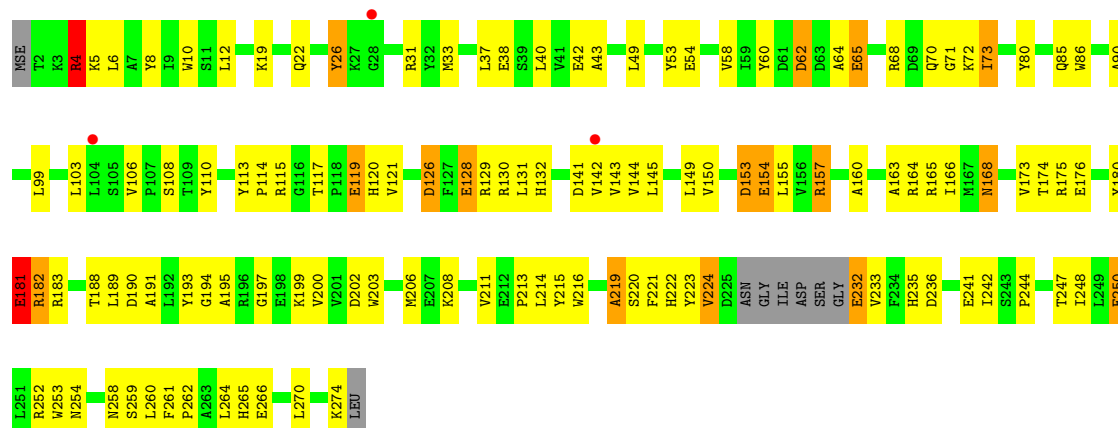 MSE T2 K3 R4 K5 L6 A7 Y8 I9 W10 S11 L12 K19 Q22 Y26 K27 G28 R31 Y32 M33 L37 E38 S39 L40 V41 E42 A43 L49 Y53 E54 V58 I59 Y60 D61 D62 D63 A64 E65 R68 D69 Q70 G71 K72 I73 Y80 Q85 W86 A90
L99 L103 L104 S105 V106 P107 S108 T109 Y110 Y113 P114 R115 G116 T117 P118 E119 H120 V121 D126 F127 E128 R129 R130 L131 H132 D141 V142 V143 V144 L145 L149 V150 D153 E154 L155 V156 R157 A160 A163 R164 R165 I166 M167 N168 V173 T174 R175 E176 Y180
E181 R182 R183 T188 L189 D190 A191 L192 Y193 G194 A195 R196 G197 E198 K199 V200 V201 D202 W203 M206 E207 K208 V211 E212 P213 L214 Y215 W216 A219 S220 F221 H222 Y223 V224 D225 ASN GLY ILE ASP SER GLY E232 V233 F234 H235 D236 E241 I242 S243 P244 T247 I248 L249 E250
L251 R252 W253 N254 N258 S259 L260 F261 P262 A263 L264 H265 E266 L270 K274 LEU